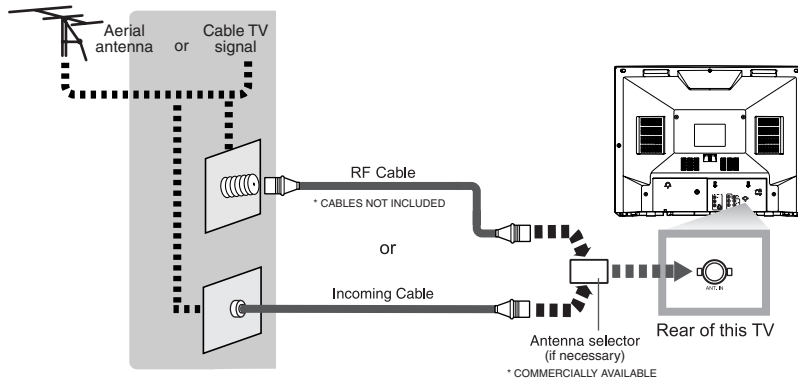 Aerial antenna
or
Cable TV signal
RF Cable
* CABLES NOT INCLUDED
or
Incoming Cable
Antenna selector
(if necessary)
* COMMERCIALLY AVAILABLE
ANT. IN
Rear of this TV